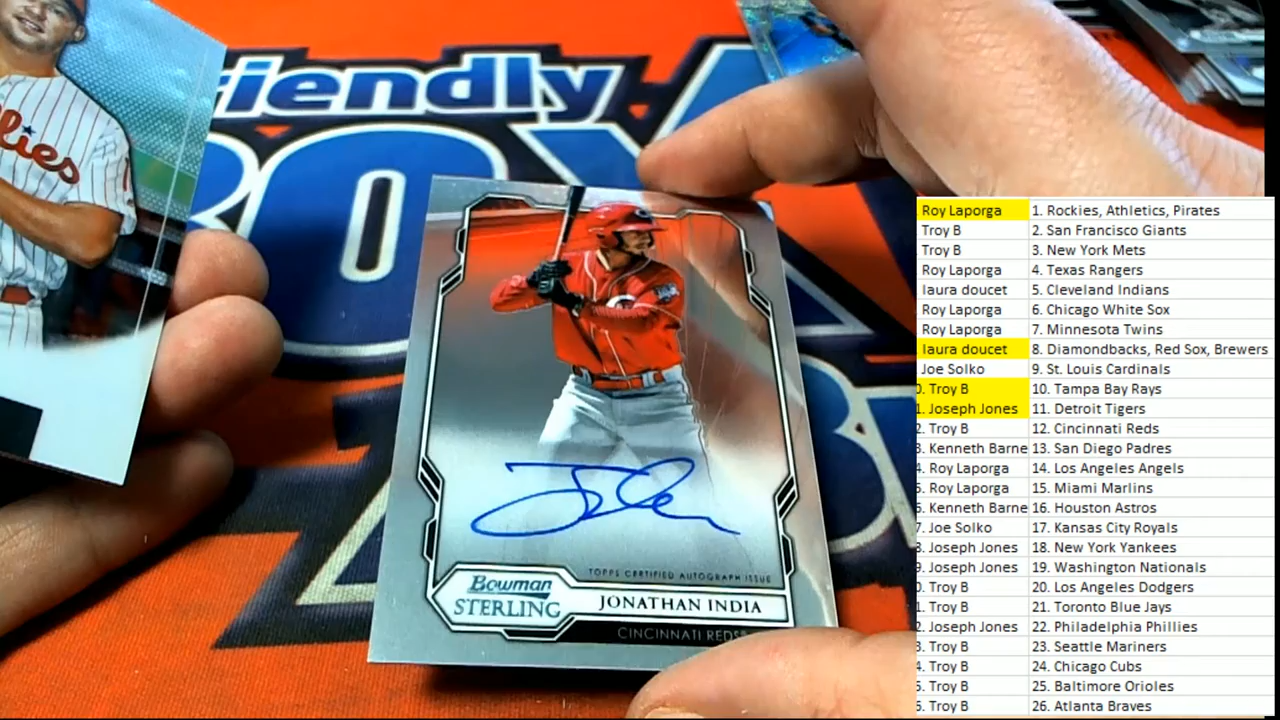 riendly
BOX
llies
Bowman
STERLING
TOPPS CERTIFIED AUTOGRAPH ISSUE
JONATHAN INDIA
CINCINNATI REDS
Roy Laporga 1. Rockies, Athletics, Pirates
Troy B 2. San Francisco Giants
Troy B 3. New York Mets
Roy Laporga 4. Texas Rangers
laura doucet 5. Cleveland Indians
Roy Laporga 6. Chicago White Sox
Roy Laporga 7. Minnesota Twins
laura doucet 8. Diamondbacks, Red Sox, Brewers
Joe Solko 9. St. Louis Cardinals
0. Troy B 10. Tampa Bay Rays
1. Joseph Jones 11. Detroit Tigers
2. Troy B 12. Cincinnati Reds
3. Kenneth Barne 13. San Diego Padres
4. Roy Laporga 14. Los Angeles Angels
5. Roy Laporga 15. Miami Marlins
6. Kenneth Barne 16. Houston Astros
7. Joe Solko 17. Kansas City Royals
8. Joseph Jones 18. New York Yankees
9. Joseph Jones 19. Washington Nationals
0. Troy B 20. Los Angeles Dodgers
1. Troy B 21. Toronto Blue Jays
2. Joseph Jones 22. Philadelphia Phillies
3. Troy B 23. Seattle Mariners
4. Troy B 24. Chicago Cubs
5. Troy B 25. Baltimore Orioles
6. Troy B 26. Atlanta Braves